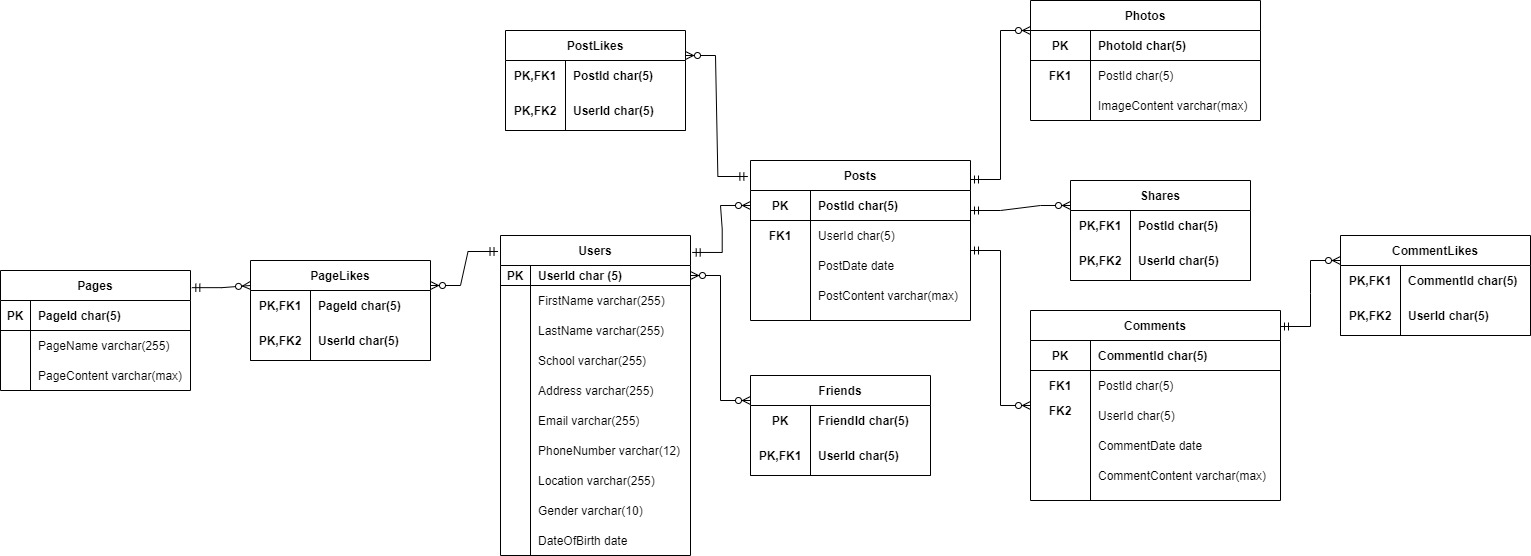 PostLikes
PK,FK1 PostId char(5)
PK,FK2 UserId char(5)
Photos
PK PhotoId char(5)
FK1 PostId char(5)
ImageContent varchar(max)
Posts
PK PostId char(5)
FK1 UserId char(5)
PostDate date
PostContent varchar(max)
Shares
PK,FK1 PostId char(5)
PK,FK2 UserId char(5)
Pages
PK PageId char(5)
PageName varchar(255)
PageContent varchar(max)
PageLikes
PK,FK1 PageId char(5)
PK,FK2 UserId char(5)
Users
PK UserId char (5)
FirstName varchar(255)
LastName varchar(255)
School varchar(255)
Address varchar(255)
Email varchar(255)
PhoneNumber varchar(12)
Location varchar(255)
Gender varchar(10)
DateOfBirth date
Friends
PK FriendId char(5)
PK,FK1 UserId char(5)
Comments
PK CommentId char(5)
FK1 PostId char(5)
FK2 UserId char(5)
CommentDate date
CommentContent varchar(max)
CommentLikes
PK,FK1 CommentId char(5)
PK,FK2 UserId char(5)